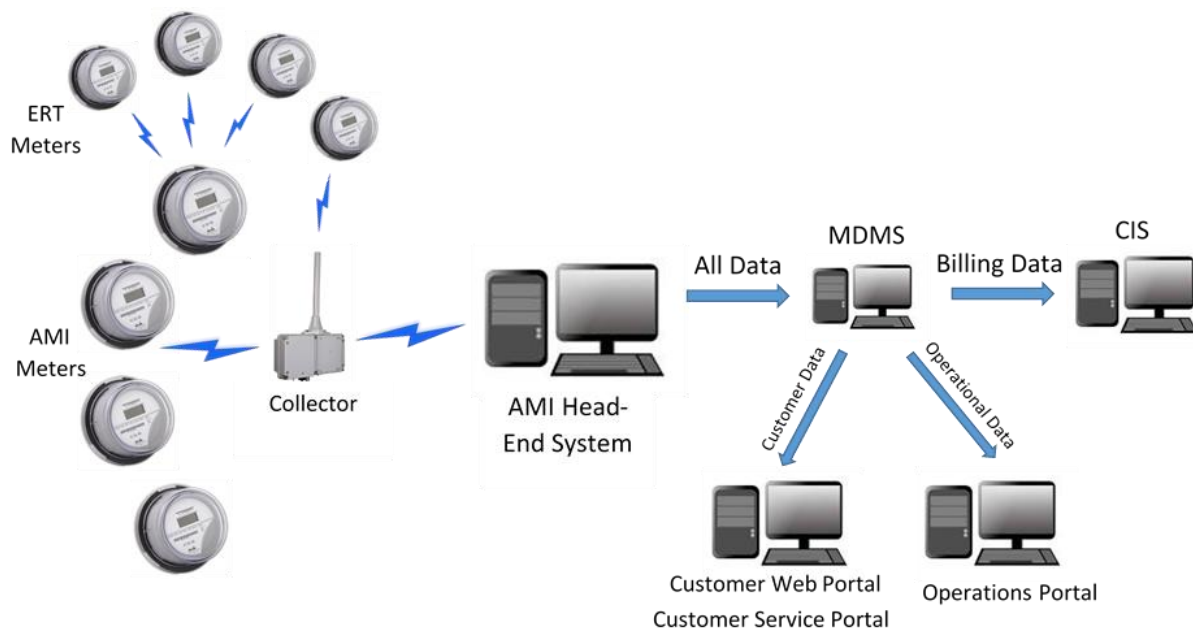 ERT
Meters
AMI
Meters
Collector
AMI Head-
End System
All Data
MDMS
Billing Data
CIS
Customer Data
Operational Data
Customer Web Portal
Customer Service Portal
Operations Portal